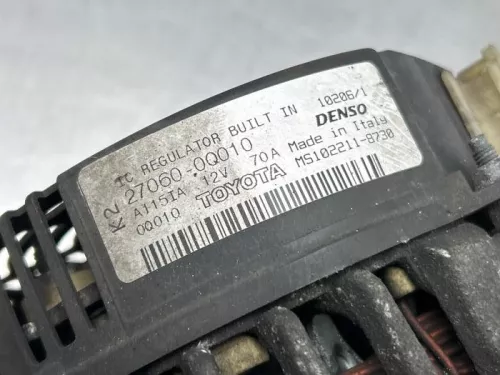 IC REGULATOR BUILT IN 10206/1
K2 27060-0Q010 DENSO
A115IA 12V 70A Made in Italy
0Q010 TOYOTA MS102211-8730